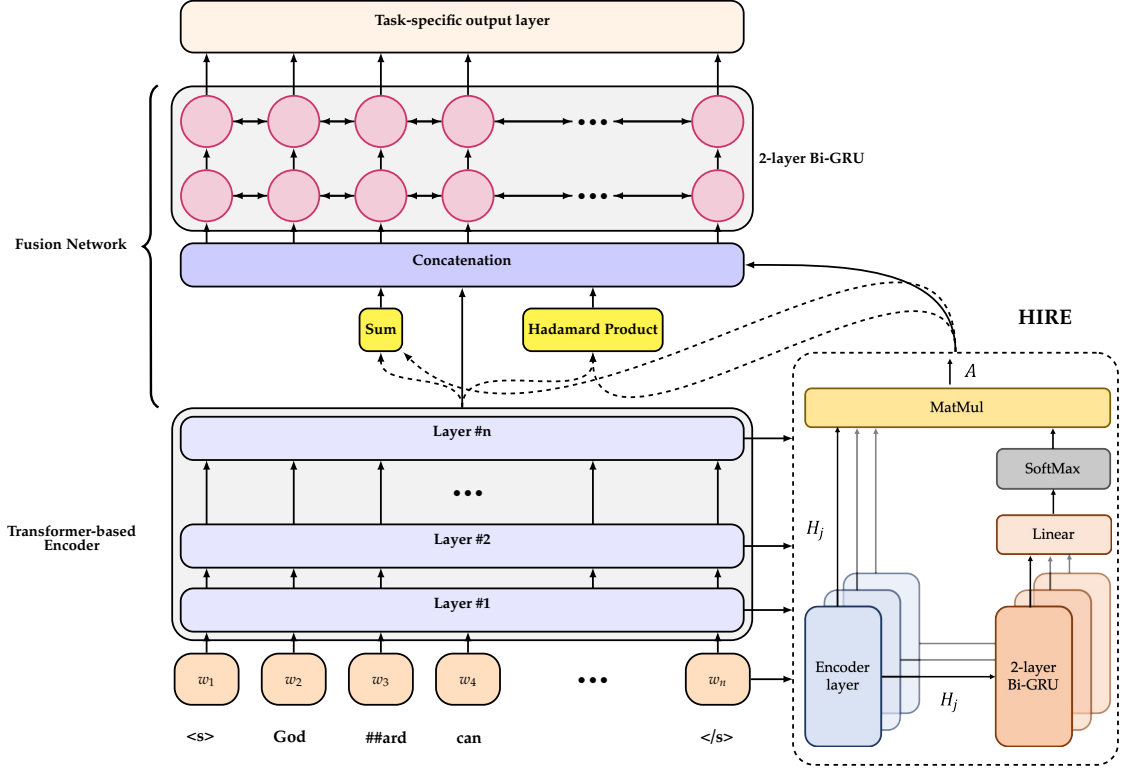 Task-specific output layer
2-layer Bi-GRU
Fusion Network
Concatenation
Sum
Hadamard Product
HIRE
A
MatMul
Layer #n
SoftMax
Transformer-based
Encoder
Layer #2
H_j
Linear
Layer #1
w_1
w_2
w_3
w_4
w_n
Encoder
layer
H_j
2-layer
Bi-GRU
<s>
God
##ard
can
</s>